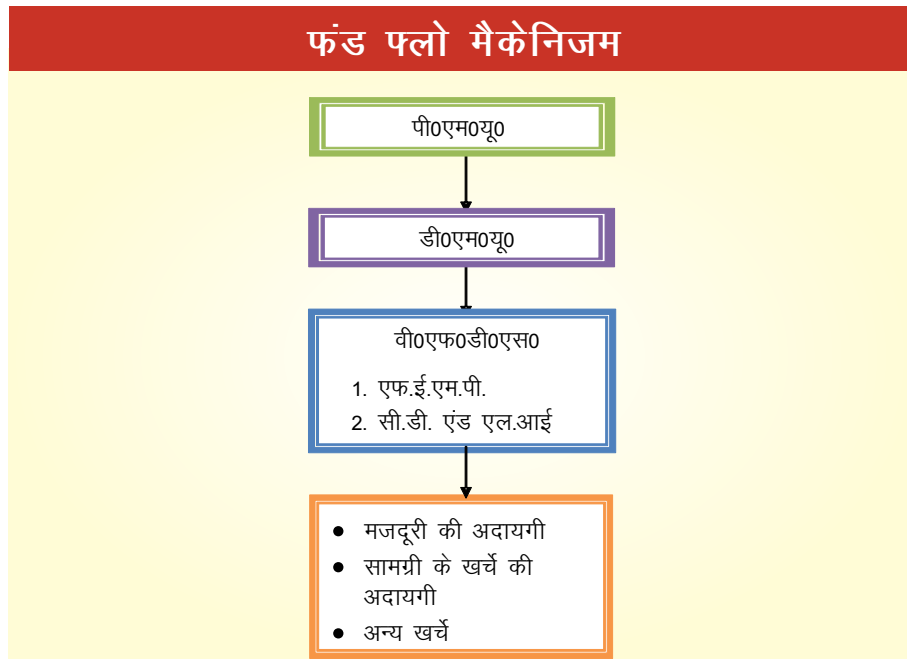 फंड फ्लो मैकेनिजम
पी0एम0यू0
डी0एम0यू0
वी0एफ0डी0एस0
1. एफ.ई.एम.पी.
2. सी.डी. एंड एल.आई
● मजदूरी की अदायगी
● सामग्री के खर्चे की
अदायगी
● अन्य खर्चे